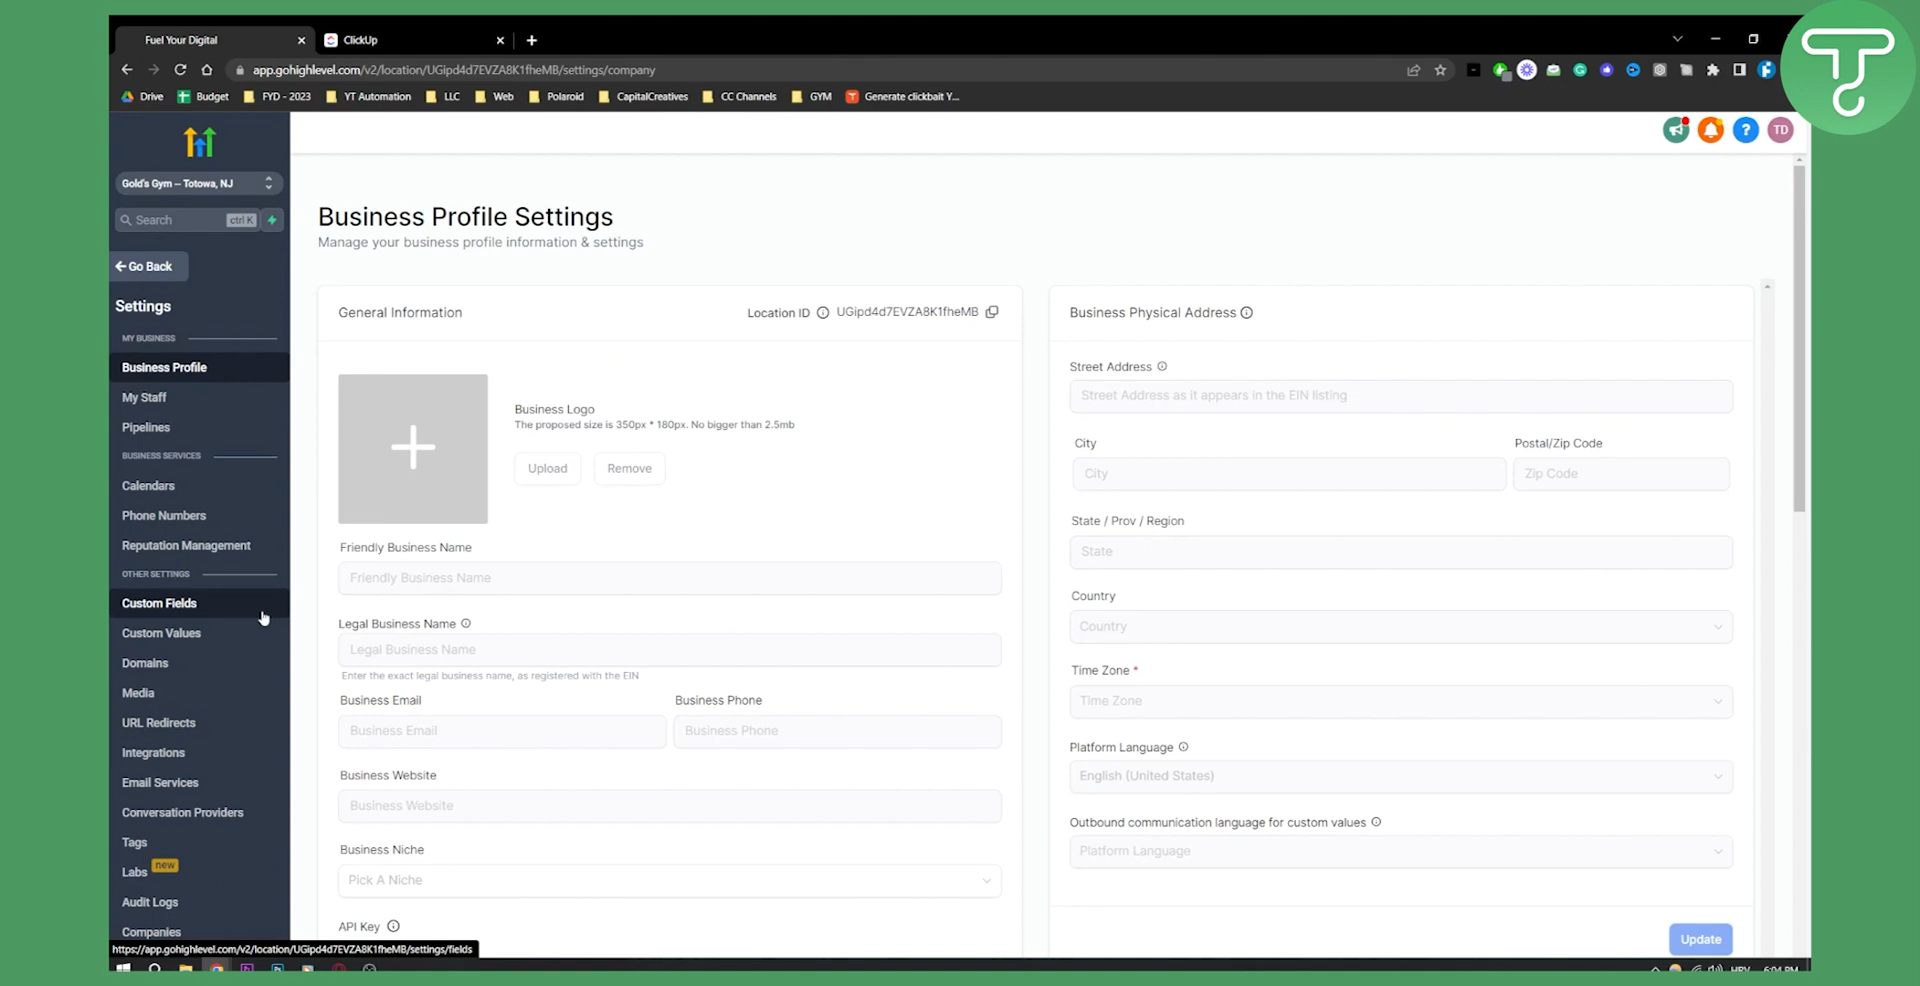 Fuel Your Digital
ClickUp
app.gohighlevel.com/v2/location/UGipd4d7EVZA8K1fheMB/settings/company
Drive
Budget
FYD - 2023
YT Automation
LLC
Web
Polaroid
CapitalCreatives
CC Channels
GYM
Generate clickbait Y...
TD
Gold's Gym -- Totowa, NJ
Search
ctrl K
Go Back
Settings
MY BUSINESS
Business Profile
My Staff
Pipelines
BUSINESS SERVICES
Calendars
Phone Numbers
Reputation Management
OTHER SETTINGS
Custom Fields
Custom Values
Domains
Media
URL Redirects
Integrations
Email Services
Conversation Providers
Tags
Labs new
Audit Logs
Companies
Business Profile Settings
Manage your business profile information & settings
General Information
Location ID UGipd4d7EVZA8K1fheMB
Business Logo
The proposed size is 350px * 180px. No bigger than 2.5mb
Upload
Remove
Friendly Business Name
Friendly Business Name
Legal Business Name
Legal Business Name
Enter the exact legal business name, as registered with the EIN
Business Email
Business Phone
Business Email
Business Phone
Business Website
Business Website
Business Niche
Pick A Niche
API Key
Business Physical Address
Street Address
Street Address as it appears in the EIN listing
City
Postal/Zip Code
City
Zip Code
State / Prov / Region
State
Country
Country
Time Zone *
Time Zone
Platform Language
English (United States)
Outbound communication language for custom values
Platform Language
Update
https://app.gohighlevel.com/v2/location/UGipd4d7EVZA8K1fheMB/settings/fields
HRV
6:04 PM